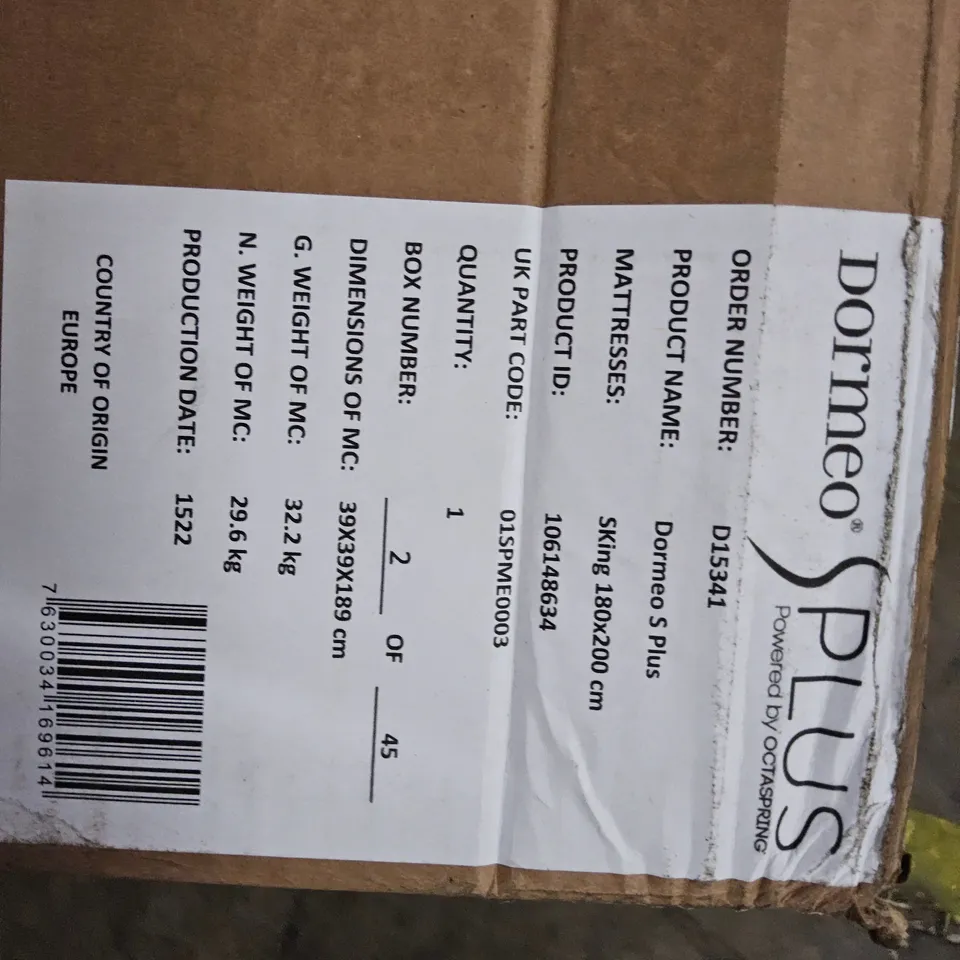 Dormeo® S PLUS
Powered by OCTASPRING®
ORDER NUMBER: D15341
PRODUCT NAME: Dormeo S Plus
MATTRESSES: SKing 180x200 cm
PRODUCT ID: 106148634
UK PART CODE: 01SPME0003
QUANTITY: 1
BOX NUMBER: 2 OF 45
DIMENSIONS OF MC: 39X39X189 cm
G. WEIGHT OF MC: 32.2 kg
N. WEIGHT OF MC: 29.6 kg
PRODUCTION DATE: 1522
COUNTRY OF ORIGIN
EUROPE
7 630034 169614